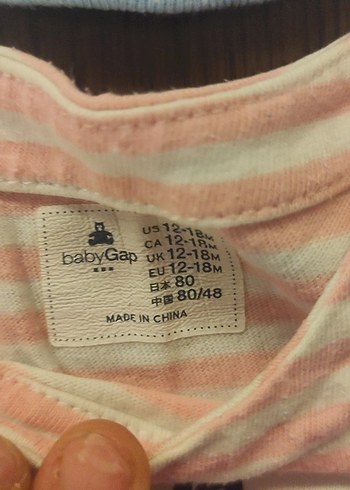 babyGap
US 12-18M
CA 12-18M
UK 12-18M
EU 12-18M
日本 80
中国 80/48
MADE IN CHINA